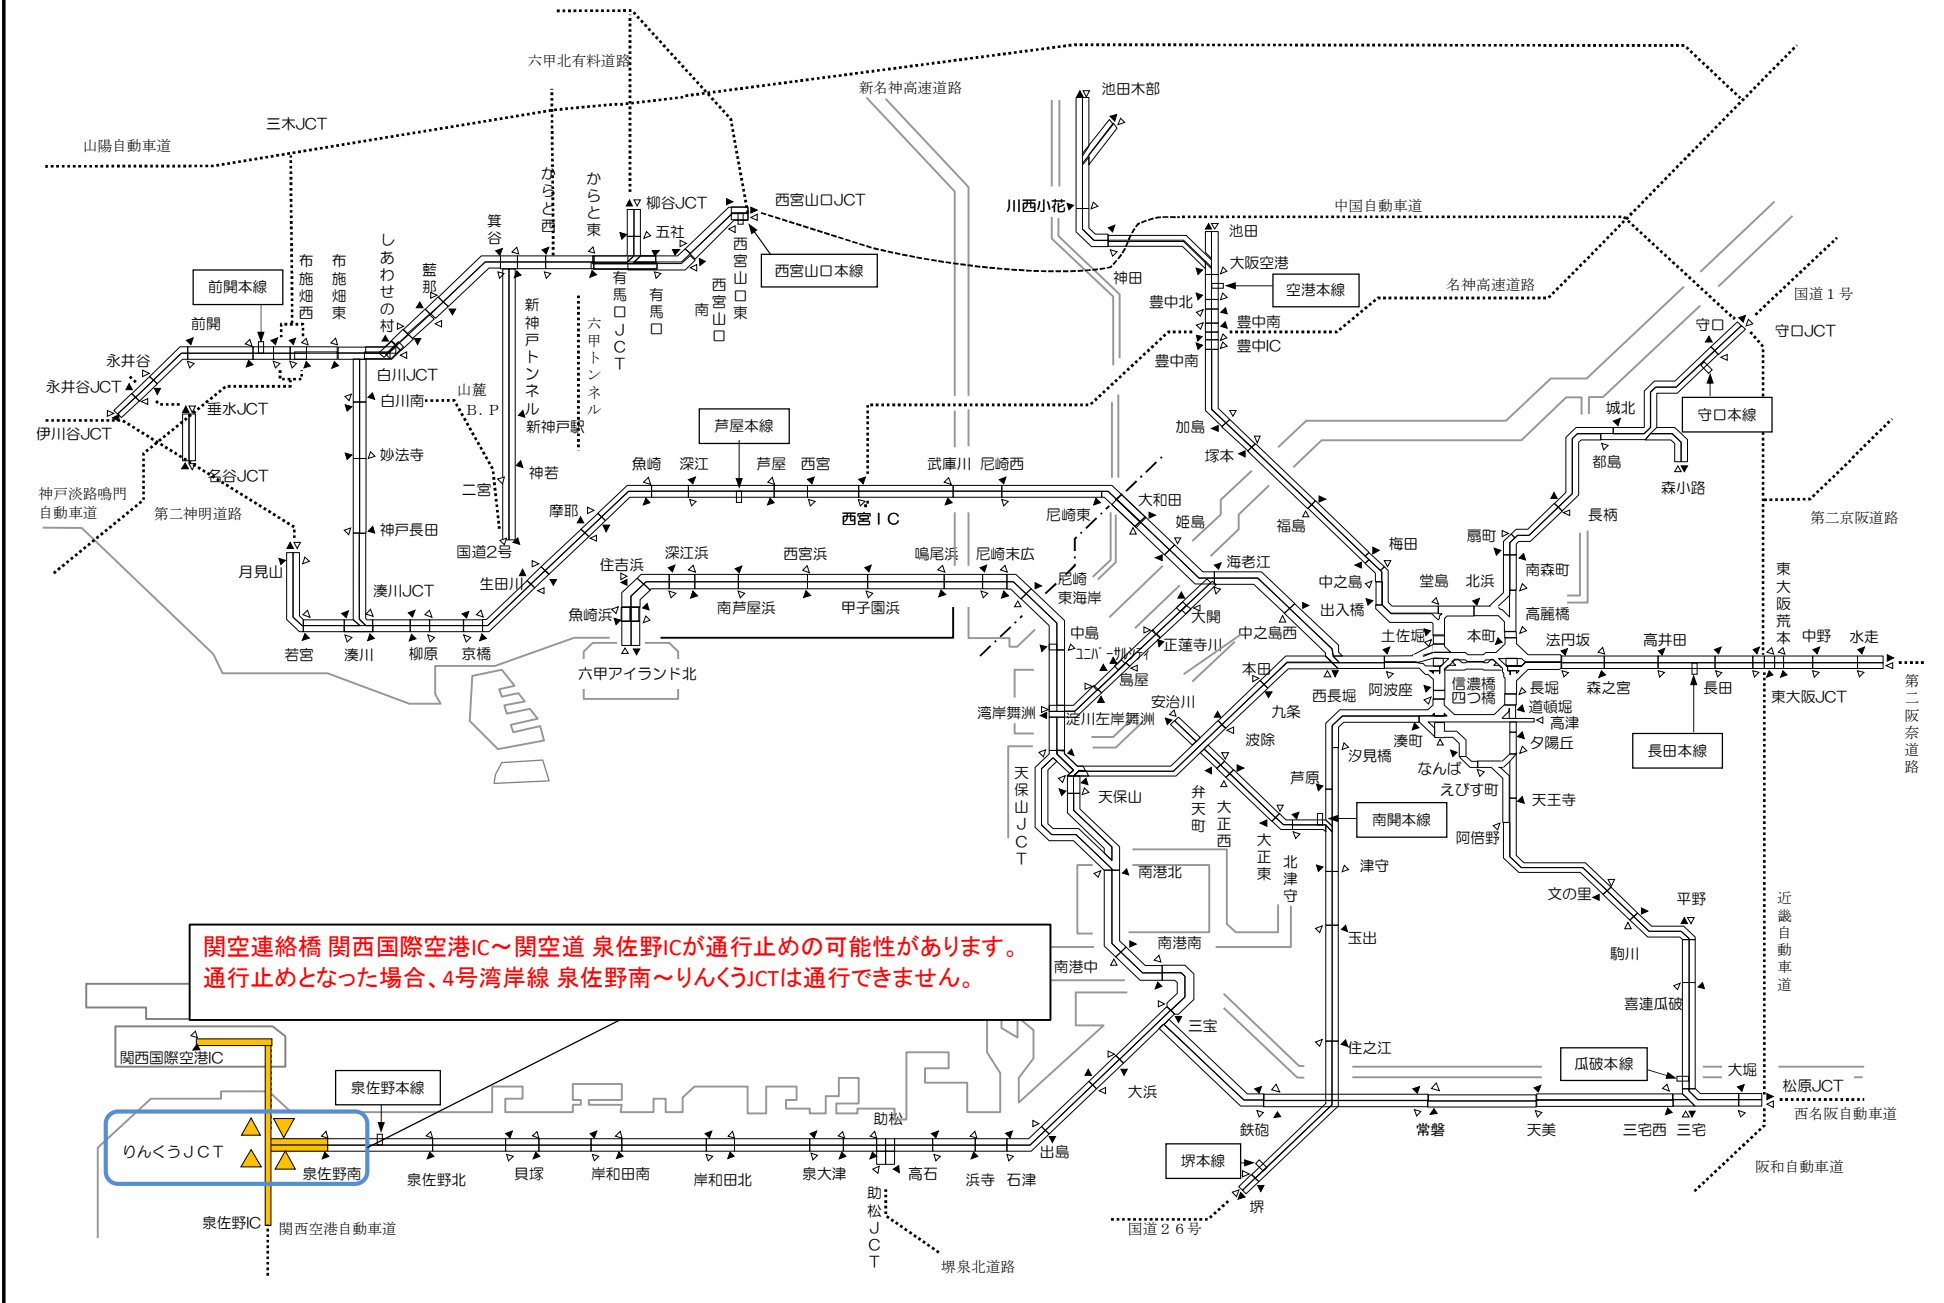 六甲北有料道路
新名神高速道路
池田木部
三木JCT
山陽自動車道
からと西
からと東
柳谷JCT
西宮山口JCT
川西小花
中国自動車道
しあわせの村
箕谷
五社
池田
布施畑西
布施畑東
藍那
西宮山口東
西宮山口本線
大阪空港
神田
前開本線
有馬口JCT
有馬口
西宮山口南
空港本線
名神高速道路
国道1号
豊中北
豊中南
豊中IC
豊中南
守口
守口JCT
前開
新神戸トンネル
六甲トンネル
永井谷
永井谷JCT
白川JCT
白川南
山麓
B.P
垂水JCT
伊川谷JCT
新神戸駅
芦屋本線
加島
城北
守口本線
塚本
妙法寺
都島
名谷JCT
神若
二宮
魚崎
深江
芦屋
西宮
武庫川
尼崎西
森小路
神戸淡路鳴門
自動車道
第二神明道路
摩耶
西宮IC
大和田
尼崎東
姫島
福島
長柄
第二京阪道路
神戸長田
国道2号
扇町
梅田
月見山
住吉浜
深江浜
西宮浜
鳴尾浜
尼崎末広
海老江
南森町
生田川
湊川JCT
中之島
堂島
北浜
東大阪荒本
尼崎
東海岸
魚崎浜
南芦屋浜
甲子園浜
大開
出入橋
高麗橋
中島
ユニバーサルシティ
正蓮寺川
中之島西
土佐堀
本町
法円坂
高井田
中野
水走
若宮
湊川
柳原
京橋
六甲アイランド北
島屋
本田
西長堀
阿波座
信濃橋
四つ橋
長堀
森之宮
長田
東大阪JCT
第二阪奈道路
湾岸舞洲
淀川左岸舞洲
安治川
九条
道頓堀
高津
波除
湊町
夕陽丘
汐見橋
長田本線
天保山JCT
なんば
えびす町
天保山
芦原
弁天町
大正西
天王寺
南開本線
大正東
阿倍野
北津守
津守
南港北
文の里
平野
近畿自動車道
関空連絡橋 関西国際空港IC～関空道 泉佐野ICが通行止めの可能性があります。
通行止めとなった場合、4号湾岸線 泉佐野南～りんくうJCTは通行できません。
南港南
南港中
玉出
駒川
喜連瓜破
三宝
住之江
関西国際空港IC
瓜破本線
大堀
松原JCT
泉佐野本線
大浜
西名阪自動車道
助松
鉄砲
常磐
天美
三宅西
三宅
りんくうJCT
泉佐野南
泉佐野北
貝塚
岸和田南
岸和田北
泉大津
高石
浜寺
石津
出島
堺本線
阪和自動車道
堺
泉佐野IC
関西空港自動車道
助松JCT
国道26号
堺泉北道路